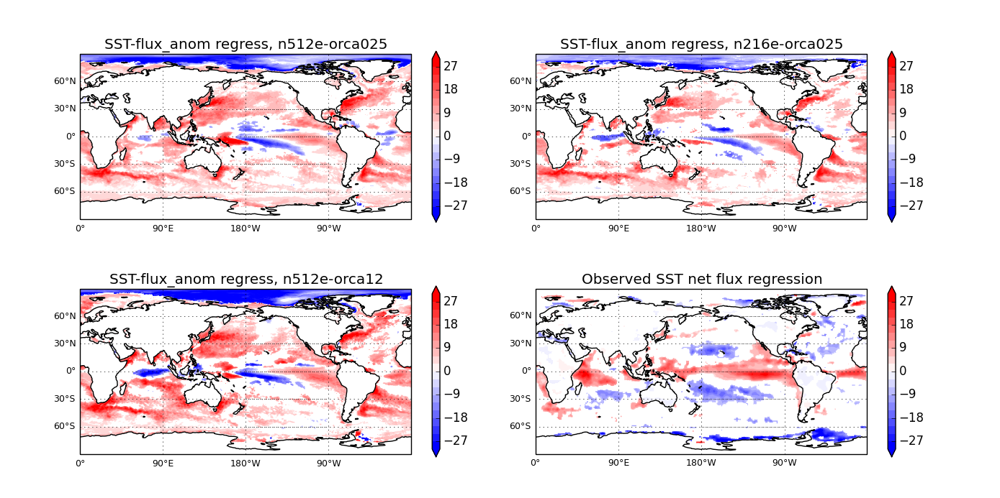 SST-flux_anom regress, n512e-orca025
60°N
30°N
0°
30°S
60°S
0°
90°E
180°W
90°W
27
18
9
0
−9
−18
−27
SST-flux_anom regress, n216e-orca025
60°N
30°N
0°
30°S
60°S
0°
90°E
180°W
90°W
27
18
9
0
−9
−18
−27
SST-flux_anom regress, n512e-orca12
60°N
30°N
0°
30°S
60°S
0°
90°E
180°W
90°W
27
18
9
0
−9
−18
−27
Observed SST net flux regression
60°N
30°N
0°
30°S
60°S
0°
90°E
180°W
90°W
27
18
9
0
−9
−18
−27